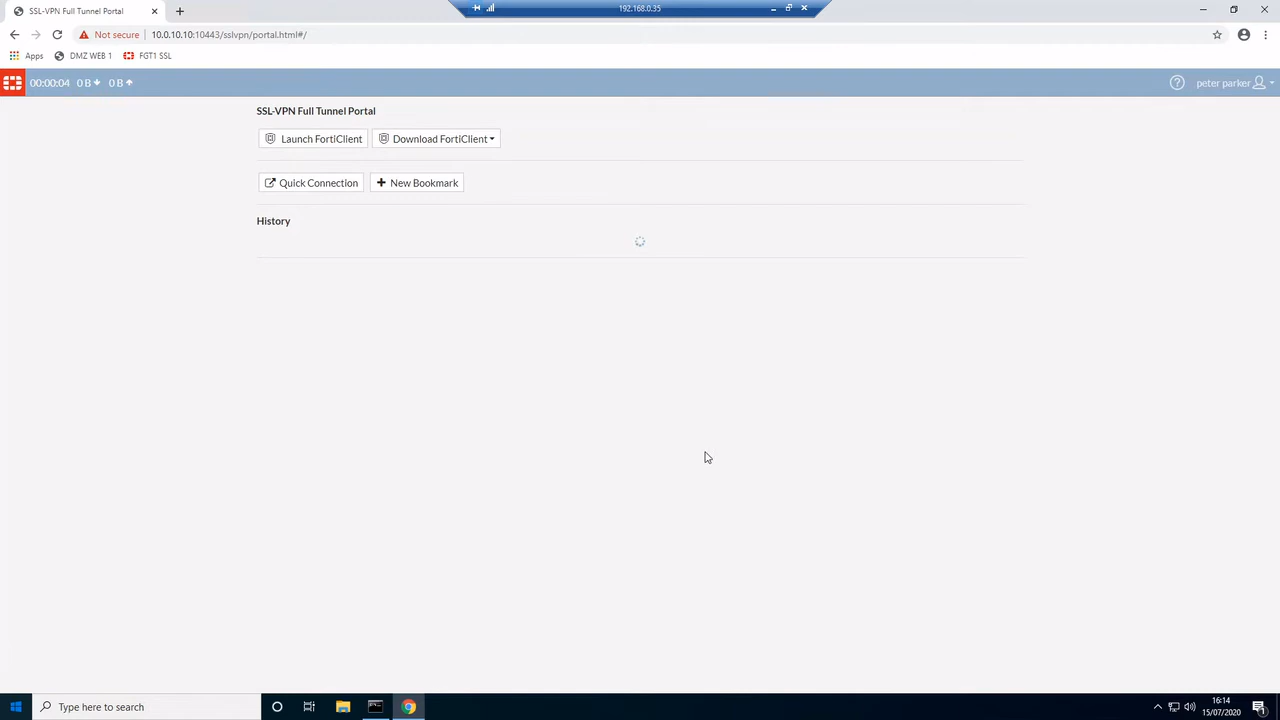 192.168.0.35
SSL-VPN Full Tunnel Portal
Not secure 10.0.10.10:10443/sslvpn/portal.html#/
Apps DMZ WEB 1 FGT1 SSL
00:00:04 0 B 0 B peter parker
SSL-VPN Full Tunnel Portal
Launch FortiClient Download FortiClient
Quick Connection New Bookmark
History
Type here to search
16:14
15/07/2020
1